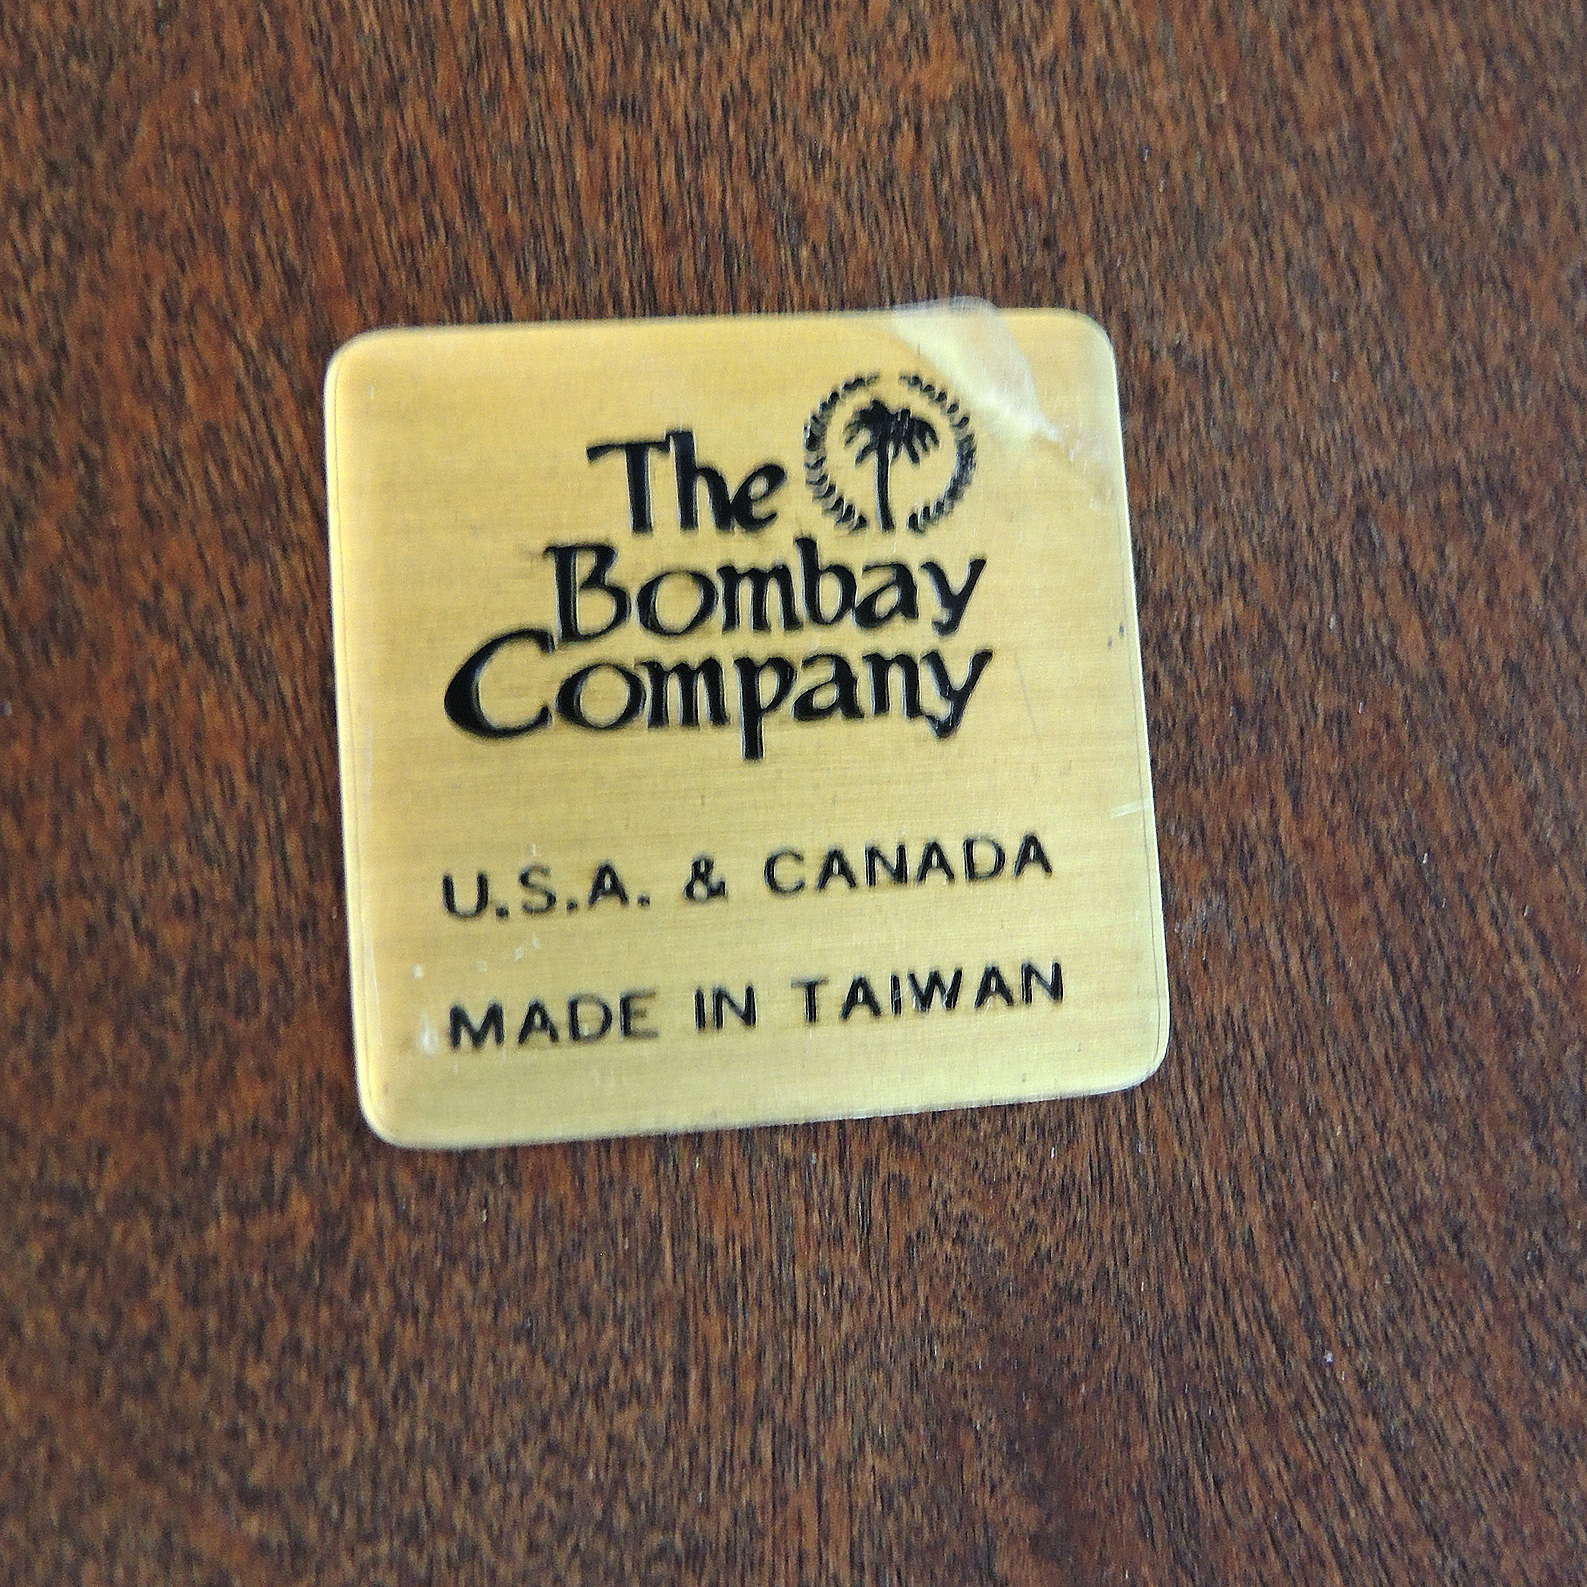 The
Bombay
Company
U.S.A. & CANADA
MADE IN TAIWAN